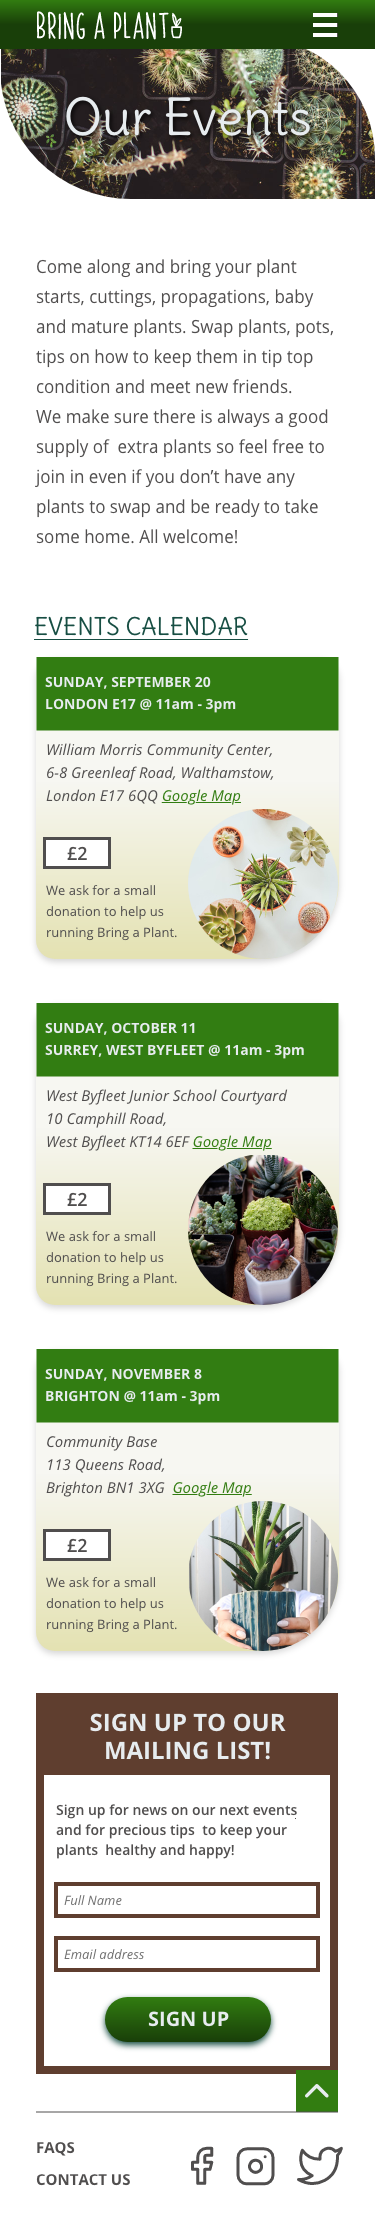 BRING A PLANT
Our Events
Come along and bring your plant
starts, cuttings, propagations, baby
and mature plants. Swap plants, pots,
tips on how to keep them in tip top
condition and meet new friends.
We make sure there is always a good
supply of  extra plants so feel free to
join in even if you don’t have any
plants to swap and be ready to take
some home. All welcome!
EVENTS CALENDAR
SUNDAY, SEPTEMBER 20
LONDON E17 @ 11am - 3pm
William Morris Community Center,
6-8 Greenleaf Road, Walthamstow,
London E17 6QQ Google Map
£2
We ask for a small
donation to help us
running Bring a Plant.
SUNDAY, OCTOBER 11
SURREY, WEST BYFLEET @ 11am - 3pm
West Byfleet Junior School Courtyard
10 Camphill Road,
West Byfleet KT14 6EF Google Map
£2
We ask for a small
donation to help us
running Bring a Plant.
SUNDAY, NOVEMBER 8
BRIGHTON @ 11am - 3pm
Community Base
113 Queens Road,
Brighton BN1 3XG  Google Map
£2
We ask for a small
donation to help us
running Bring a Plant.
SIGN UP TO OUR
MAILING LIST!
Sign up for news on our next events
and for precious tips  to keep your
plants  healthy and happy!
Full Name
Email address
SIGN UP
FAQS
CONTACT US